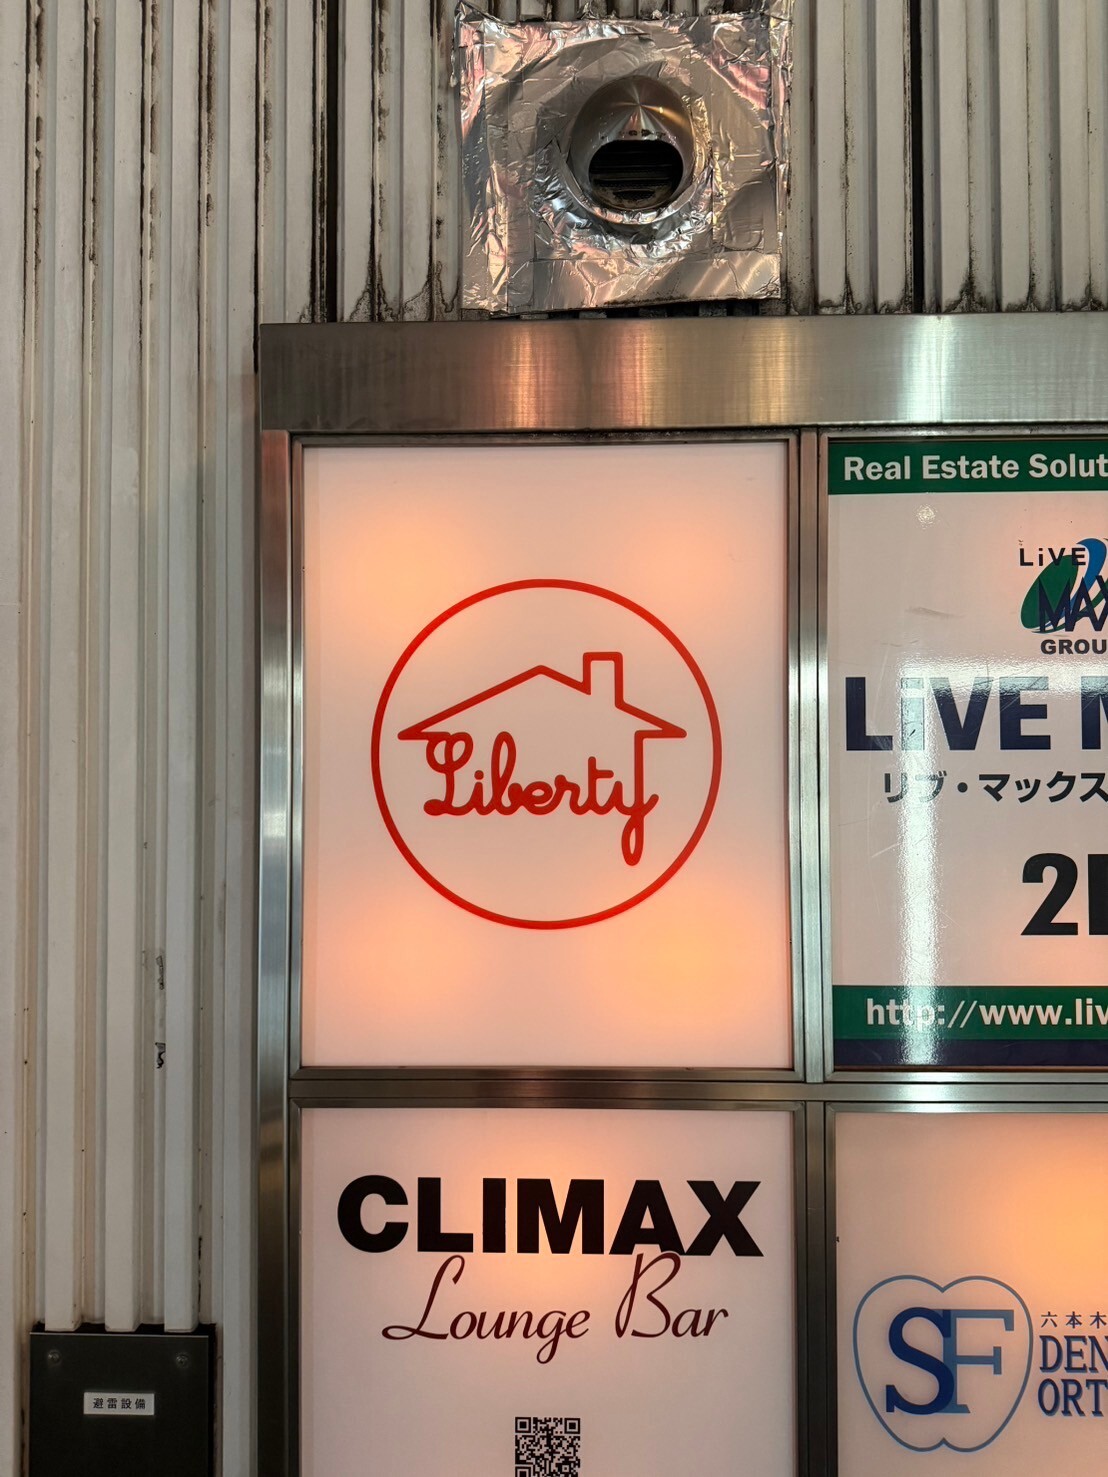 Liberty
Real Estate Solut
LiVE
MAX
GROU
LiVE
リブ・マックス
2
http://www.liv
CLIMAX
Lounge Bar
SF
六本木
DEN
ORT
避雷設備